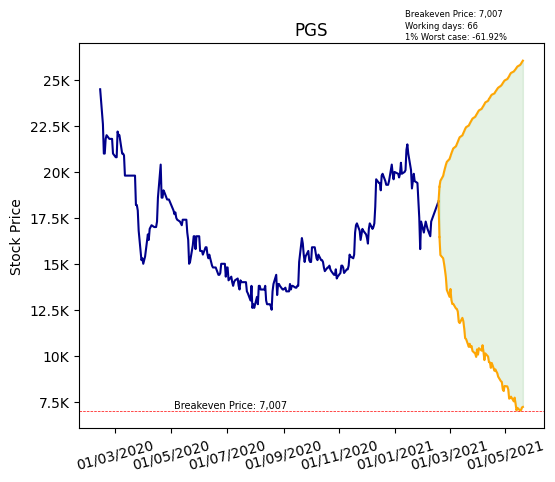 Breakeven Price: 7,007
Working days: 66
1% Worst case: -61.92%
PGS
Stock Price
25K
22.5K
20K
17.5K
15K
12.5K
10K
7.5K
Breakeven Price: 7,007
01/03/2020
01/05/2020
01/07/2020
01/09/2020
01/11/2020
01/01/2021
01/03/2021
01/05/2021